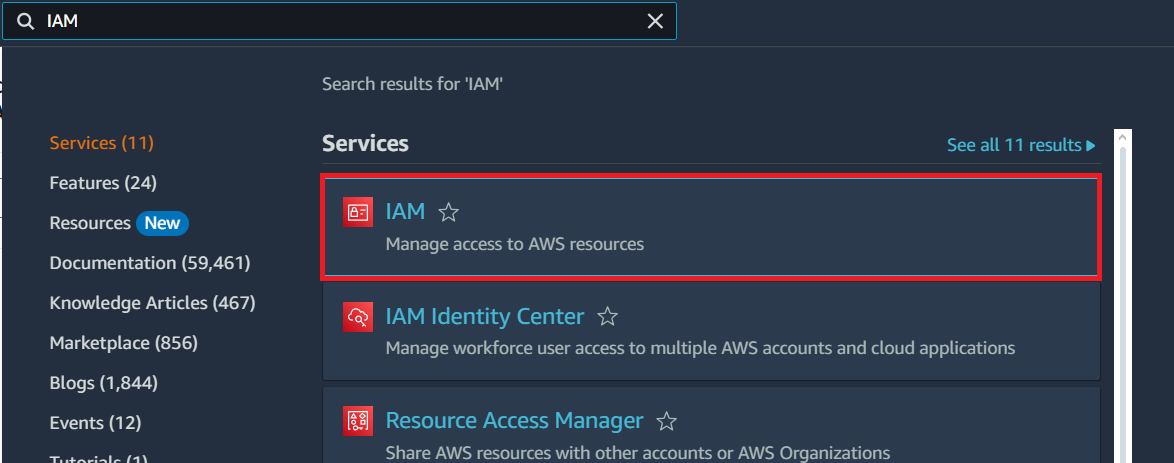 IAM
Search results for 'IAM'
Services (11)
Features (24)
Resources New
Documentation (59,461)
Knowledge Articles (467)
Marketplace (856)
Blogs (1,844)
Events (12)
Tutorials (1)
Services
See all 11 results
IAM
Manage access to AWS resources
IAM Identity Center
Manage workforce user access to multiple AWS accounts and cloud applications
Resource Access Manager
Share AWS resources with other accounts or AWS Organizations